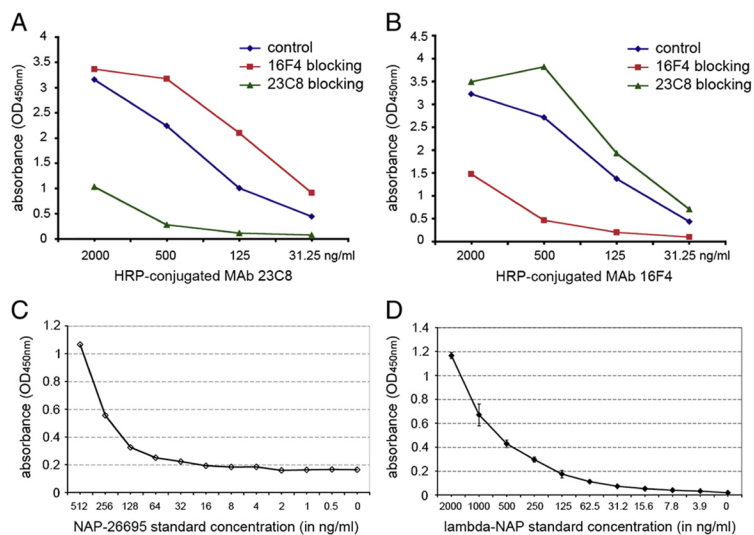 A
control
16F4 blocking
23C8 blocking
absorbance (OD450nm)
4
3.5
3
2.5
2
1.5
1
0.5
0
2000 500 125 31.25 ng/ml
HRP-conjugated MAb 23C8
B
control
16F4 blocking
23C8 blocking
absorbance (OD450nm)
4.5
4
3.5
3
2.5
2
1.5
1
0.5
0
2000 500 125 31.25 ng/ml
HRP-conjugated MAb 16F4
C
absorbance (OD450nm)
1.2
1
0.8
0.6
0.4
0.2
0
512 256 128 64 32 16 8 4 2 1 0.5 0
NAP-26695 standard concentration (in ng/ml)
D
absorbance (OD450nm)
1.4
1.2
1
0.8
0.6
0.4
0.2
0
2000 1000 500 250 125 62.5 31.2 15.6 7.8 3.9 0
lambda-NAP standard concentration (in ng/ml)